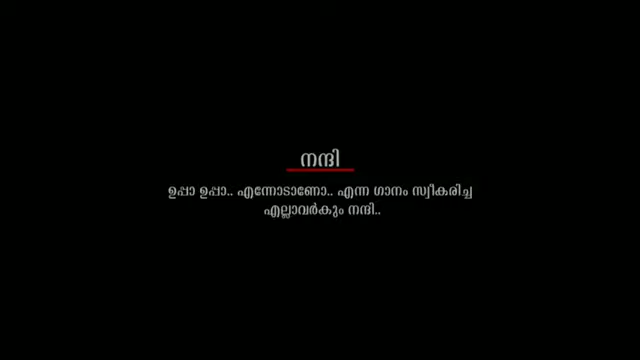 നന്ദി
ഉപ്പാ ഉപ്പാ.. എന്നോടാണോ.. എന്ന ഗാനം സ്വീകരിച്ച
എല്ലാവർകും നന്ദി..